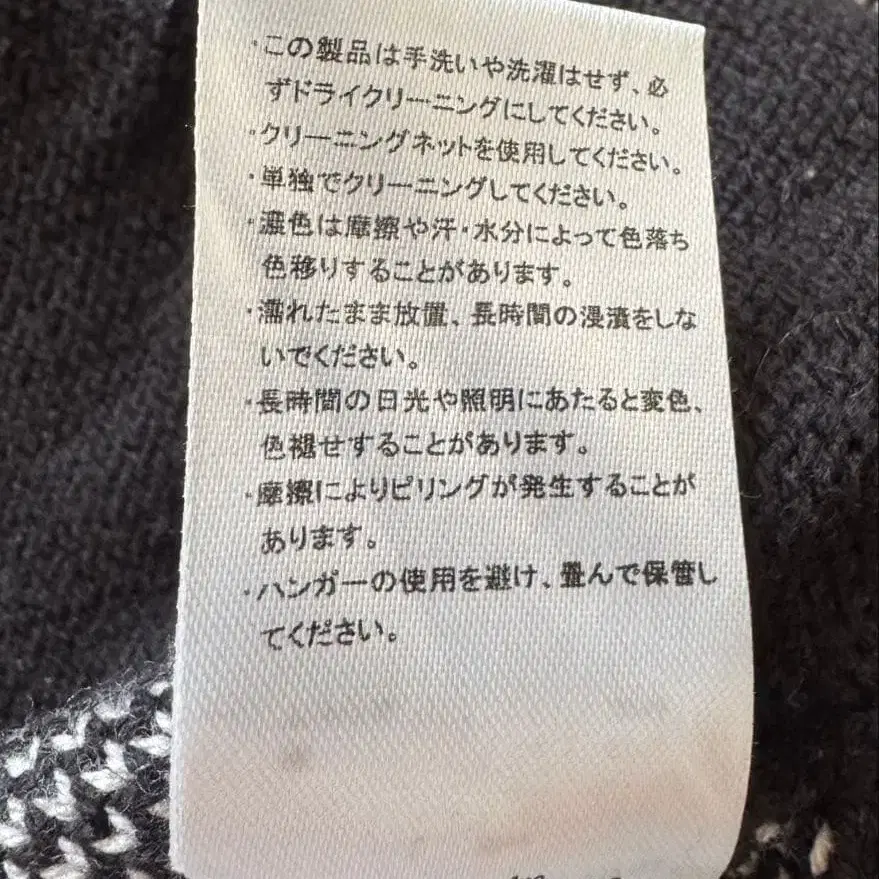 ・この製品は手洗いや洗濯はせず、必
ずドライクリーニングにしてください。
・クリーニングネットを使用してください。
・単独でクリーニングしてください。
・濃色は摩擦や汗・水分によって色落ち
色移りすることがあります。
・濡れたまま放置、長時間の浸漬をしな
いでください。
・長時間の日光や照明にあたると変色、
色褪せすることがあります。
・摩擦によりピリングが発生することが
あります。
・ハンガーの使用を避け、畳んで保管し
てください。